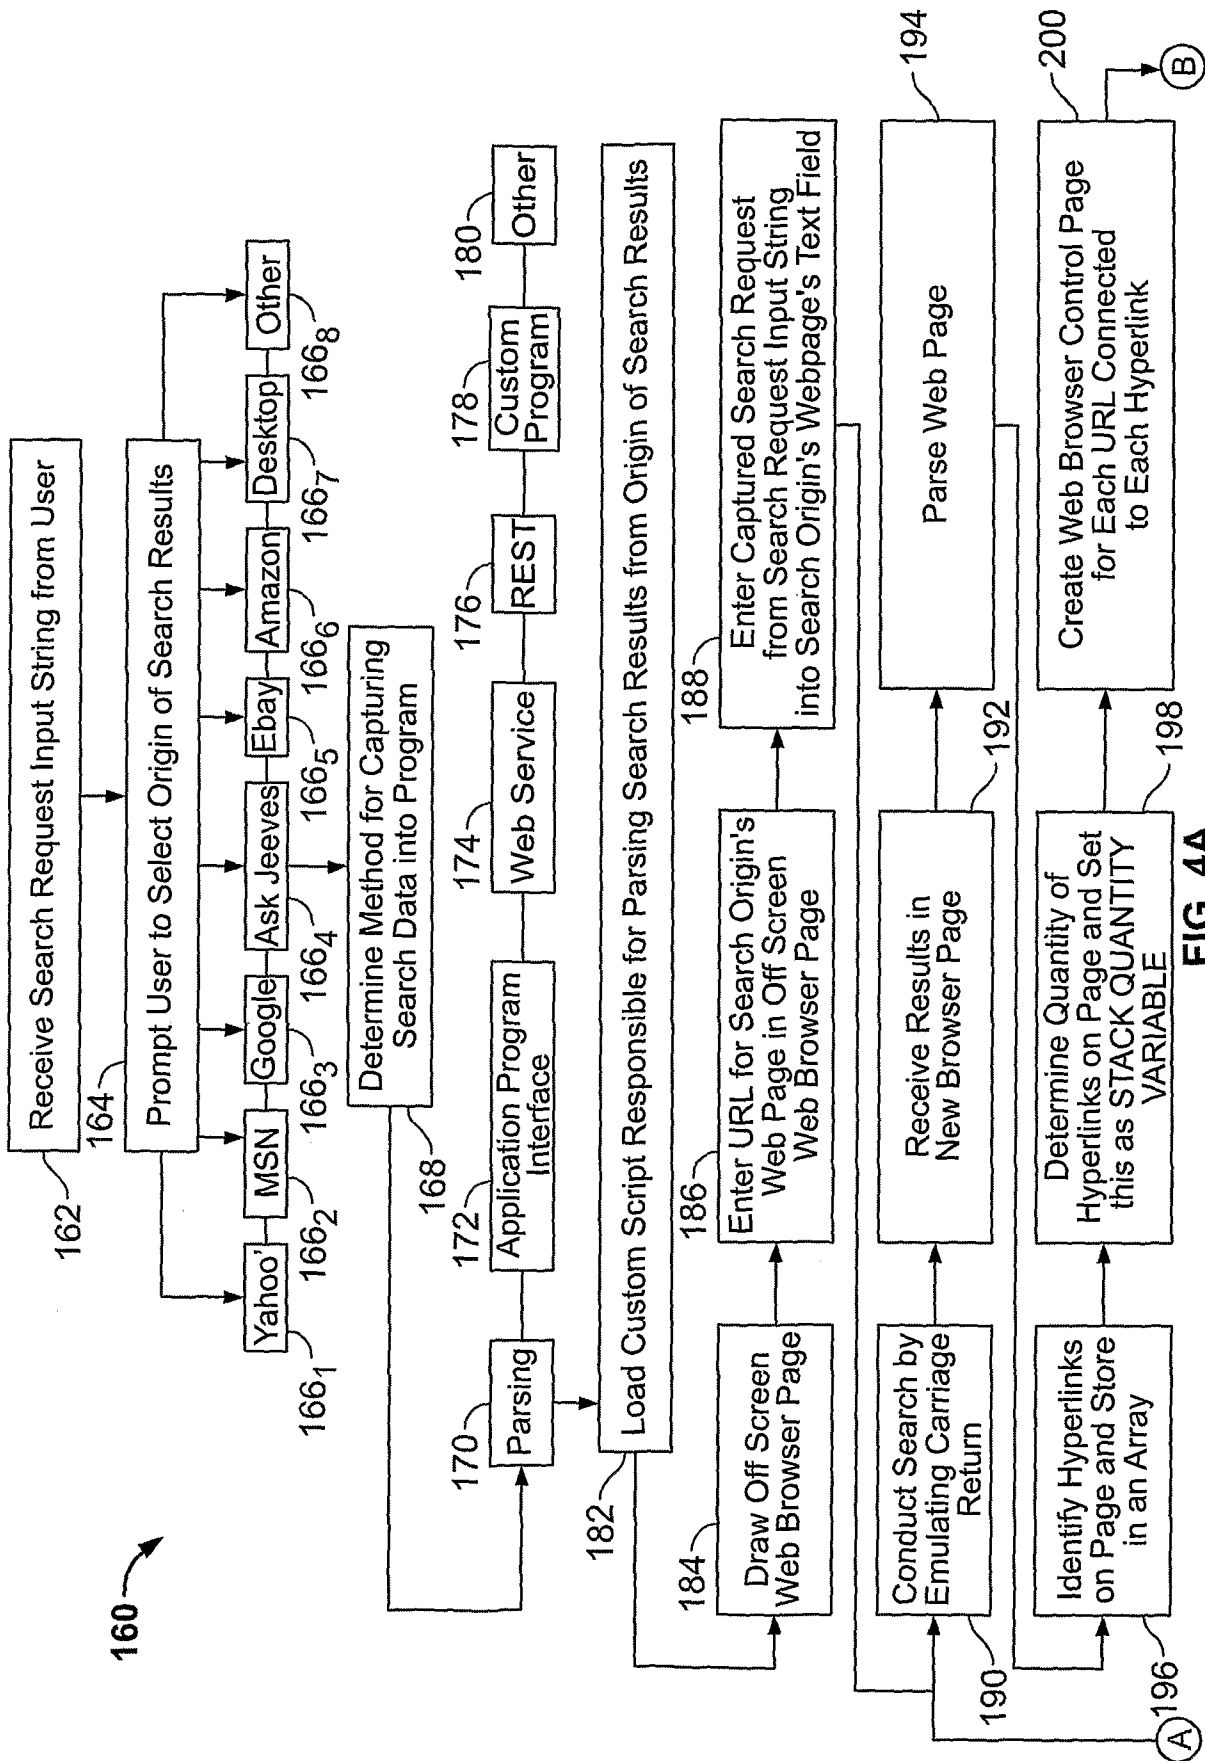 160
Receive Search Request Input String from User
162
164
Prompt User to Select Origin of Search Results
Yahoo'
MSN
Google
Ask Jeeves
Ebay
Amazon
Desktop
Other
166₁
166₂
166₃
166₄
166₅
166₆
166₇
166₈
Determine Method for Capturing
Search Data into Program
168
170
Parsing
172
Application Program
Interface
174
Web Service
176
REST
178
Custom
Program
180
Other
Load Custom Script Responsible for Parsing Search Results from Origin of Search Results
182
184
Draw Off Screen
Web Browser Page
186
Enter URL for Search Origin's
Web Page in Off Screen
Web Browser Page
188
Enter Captured Search Request
from Search Request Input String
into Search Origin's Webpage's Text Field
Conduct Search by
Emulating Carriage
Return
190
Receive Results in
New Browser Page
192
Parse Web Page
194
Identify Hyperlinks
on Page and Store
in an Array
196
Determine Quantity of
Hyperlinks on Page and Set
this as STACK QUANTITY
VARIABLE
198
Create Web Browser Control Page
for Each URL Connected
to Each Hyperlink
200
A
B
FIG. 4A